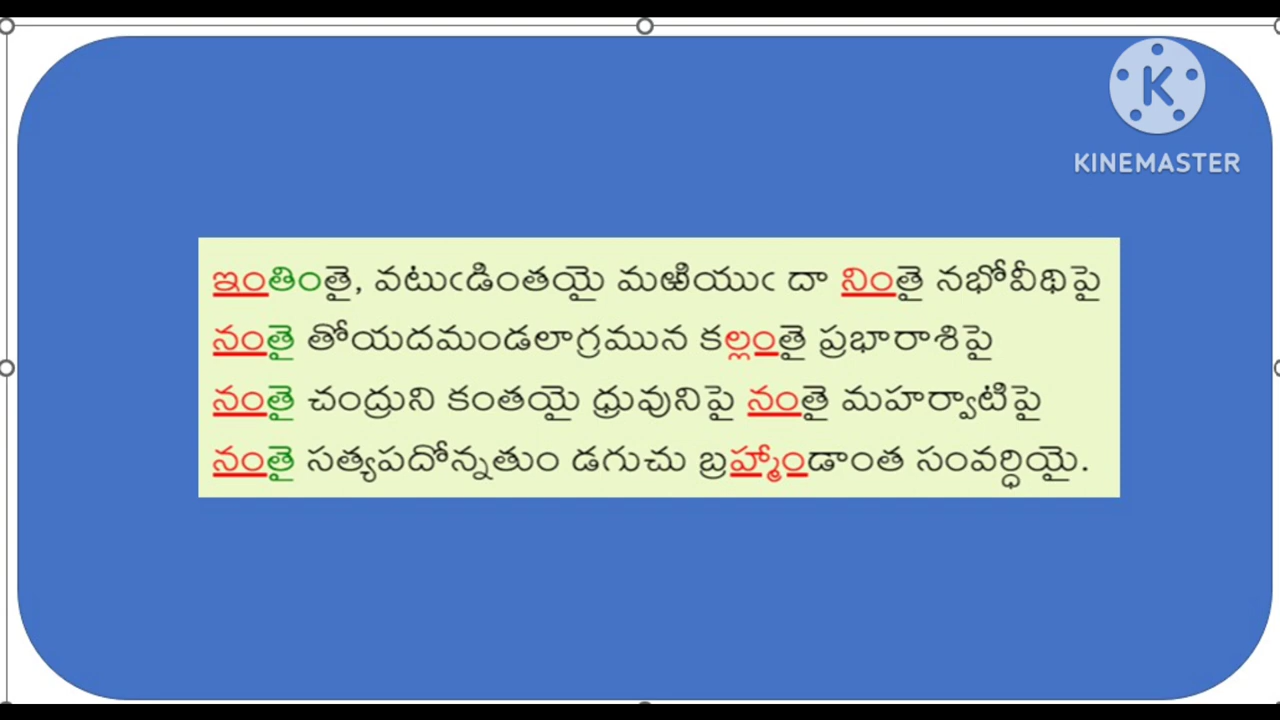 KINEMASTER
ఇంతింతై, వటుఁడింతయై మఱియుఁ దా నింతై నభోవీథిపై
నంతై తోయదమండలాగ్రమున కల్లంతై ప్రభారాశిపై
నంతై చంద్రుని కంతయై ధ్రువునిపై నంతై మహర్వాటిపై
నంతై సత్యపదోన్నతుం డగుచు బ్రహ్మాండాంత సంవర్ధియై.